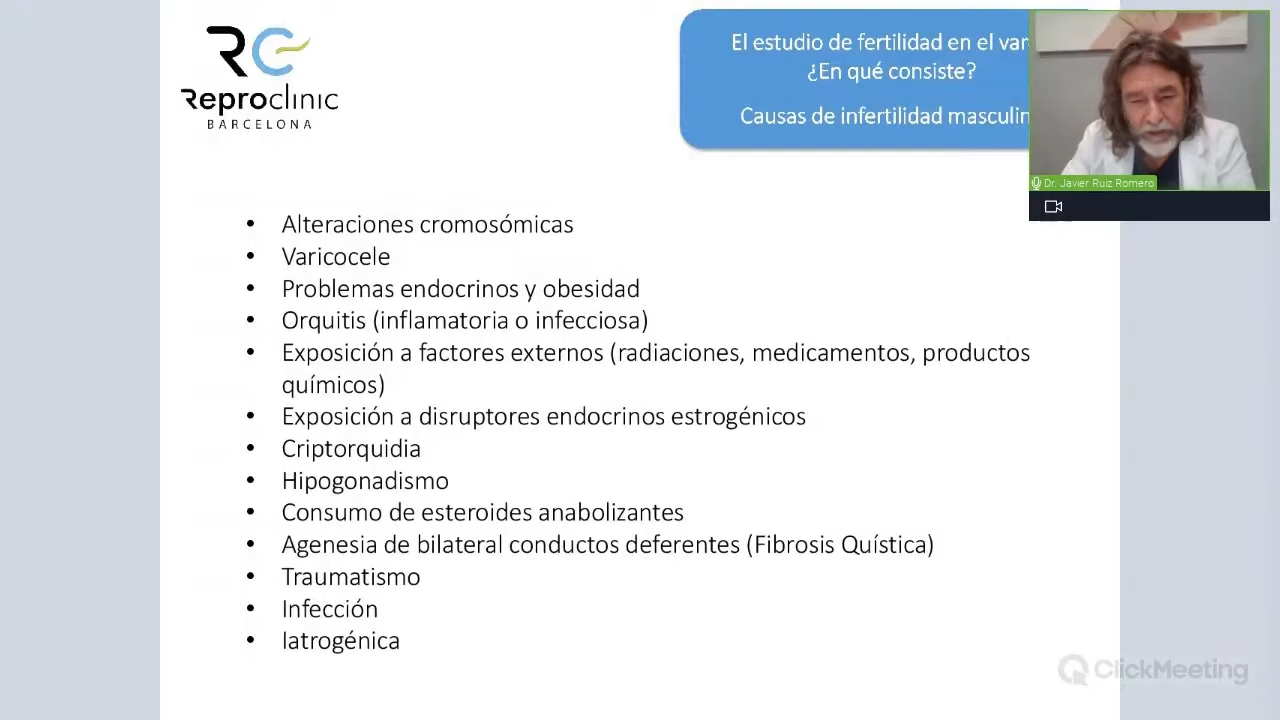 RC
Reproclinic
BARCELONA
El estudio de fertilidad en el var
¿En qué consiste?
Causas de infertilidad masculin
Dr. Javier Ruiz Romero
• Alteraciones cromosómicas
• Varicocele
• Problemas endocrinos y obesidad
• Orquitis (inflamatoria o infecciosa)
• Exposición a factores externos (radiaciones, medicamentos, productos
químicos)
• Exposición a disruptores endocrinos estrogénicos
• Criptorquidia
• Hipogonadismo
• Consumo de esteroides anabolizantes
• Agenesia de bilateral conductos deferentes (Fibrosis Quística)
• Traumatismo
• Infección
• Iatrogénica
ClickMeeting